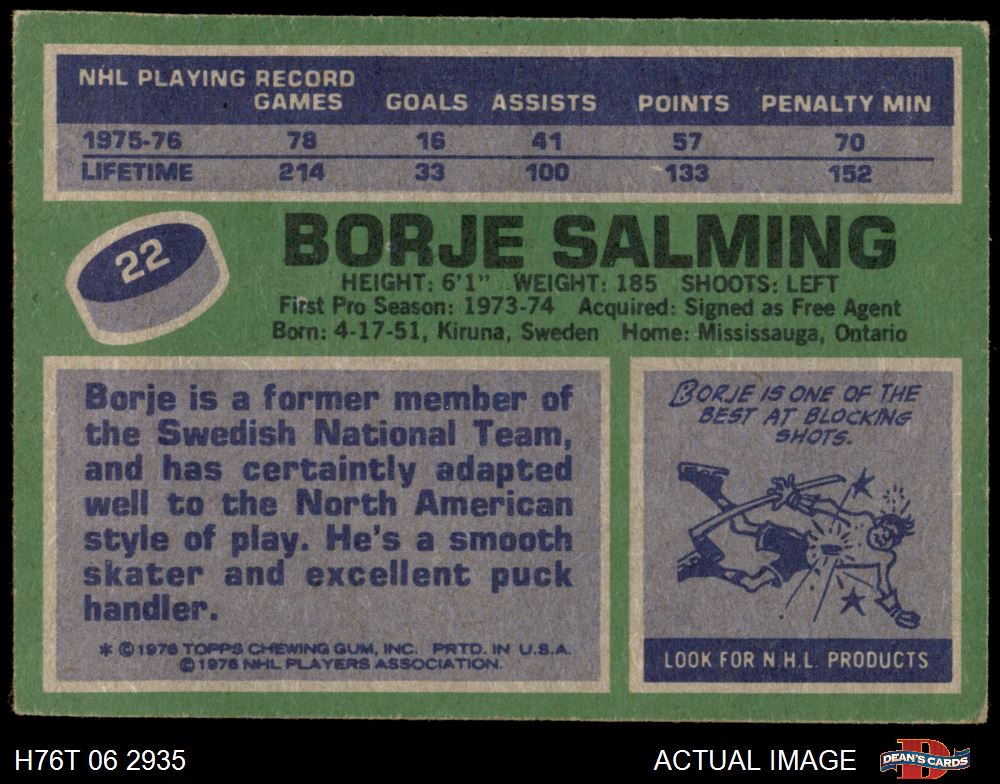 NHL PLAYING RECORD
GAMES GOALS ASSISTS POINTS PENALTY MIN
1975-76 78 16 41 57 70
LIFETIME 214 33 100 133 152
22
BORJE SALMING
HEIGHT: 6'1" WEIGHT: 185 SHOOTS: LEFT
First Pro Season: 1973-74 Acquired: Signed as Free Agent
Born: 4-17-51, Kiruna, Sweden Home: Mississauga, Ontario
Borje is a former member of
the Swedish National Team,
and has certaintly adapted
well to the North American
style of play. He's a smooth
skater and excellent puck
handler.
* © 1976 TOPPS CHEWING GUM, INC. PRTD. IN U.S.A.
© 1976 NHL PLAYERS ASSOCIATION.
BORJE IS ONE OF THE
BEST AT BLOCKING
SHOTS.
LOOK FOR N.H.L. PRODUCTS
H76T 06 2935
ACTUAL IMAGE
DEAN'S CARDS